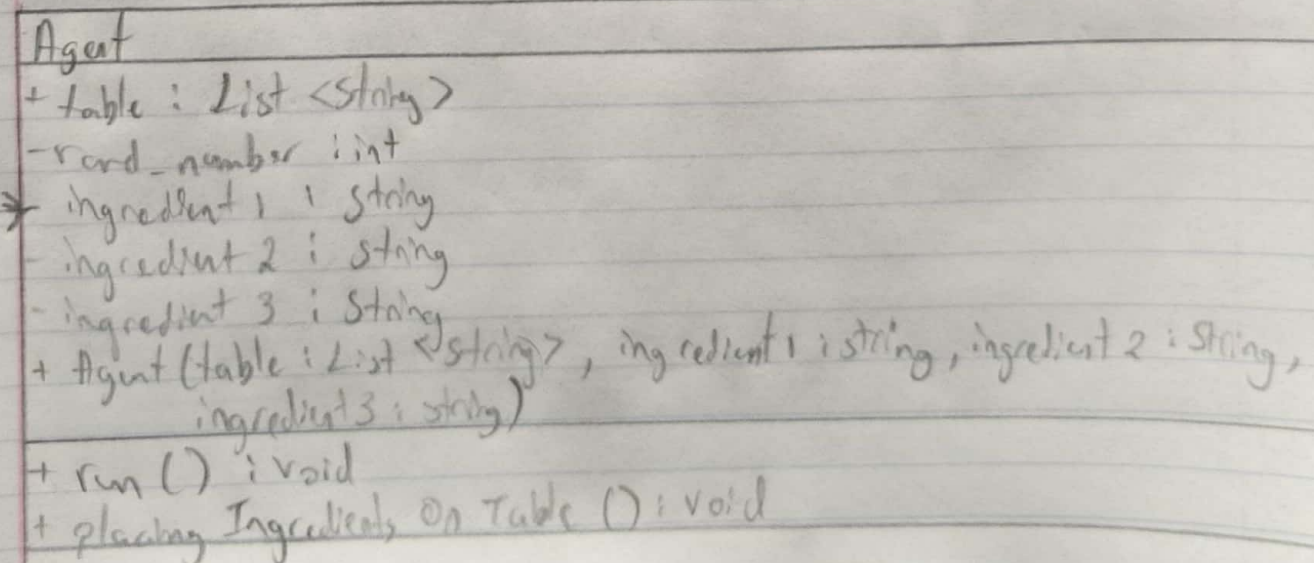 Agent
+ table : List <string>
- rand_number : int
- ingredient 1 : string
- ingredient 2 : string
- ingredient 3 : String
+ Agent (table : List <string>, ingredient 1 : string, ingredient 2 : String,
ingredient 3 : string)
+ run () : void
+ placing Ingredients On Table () : void